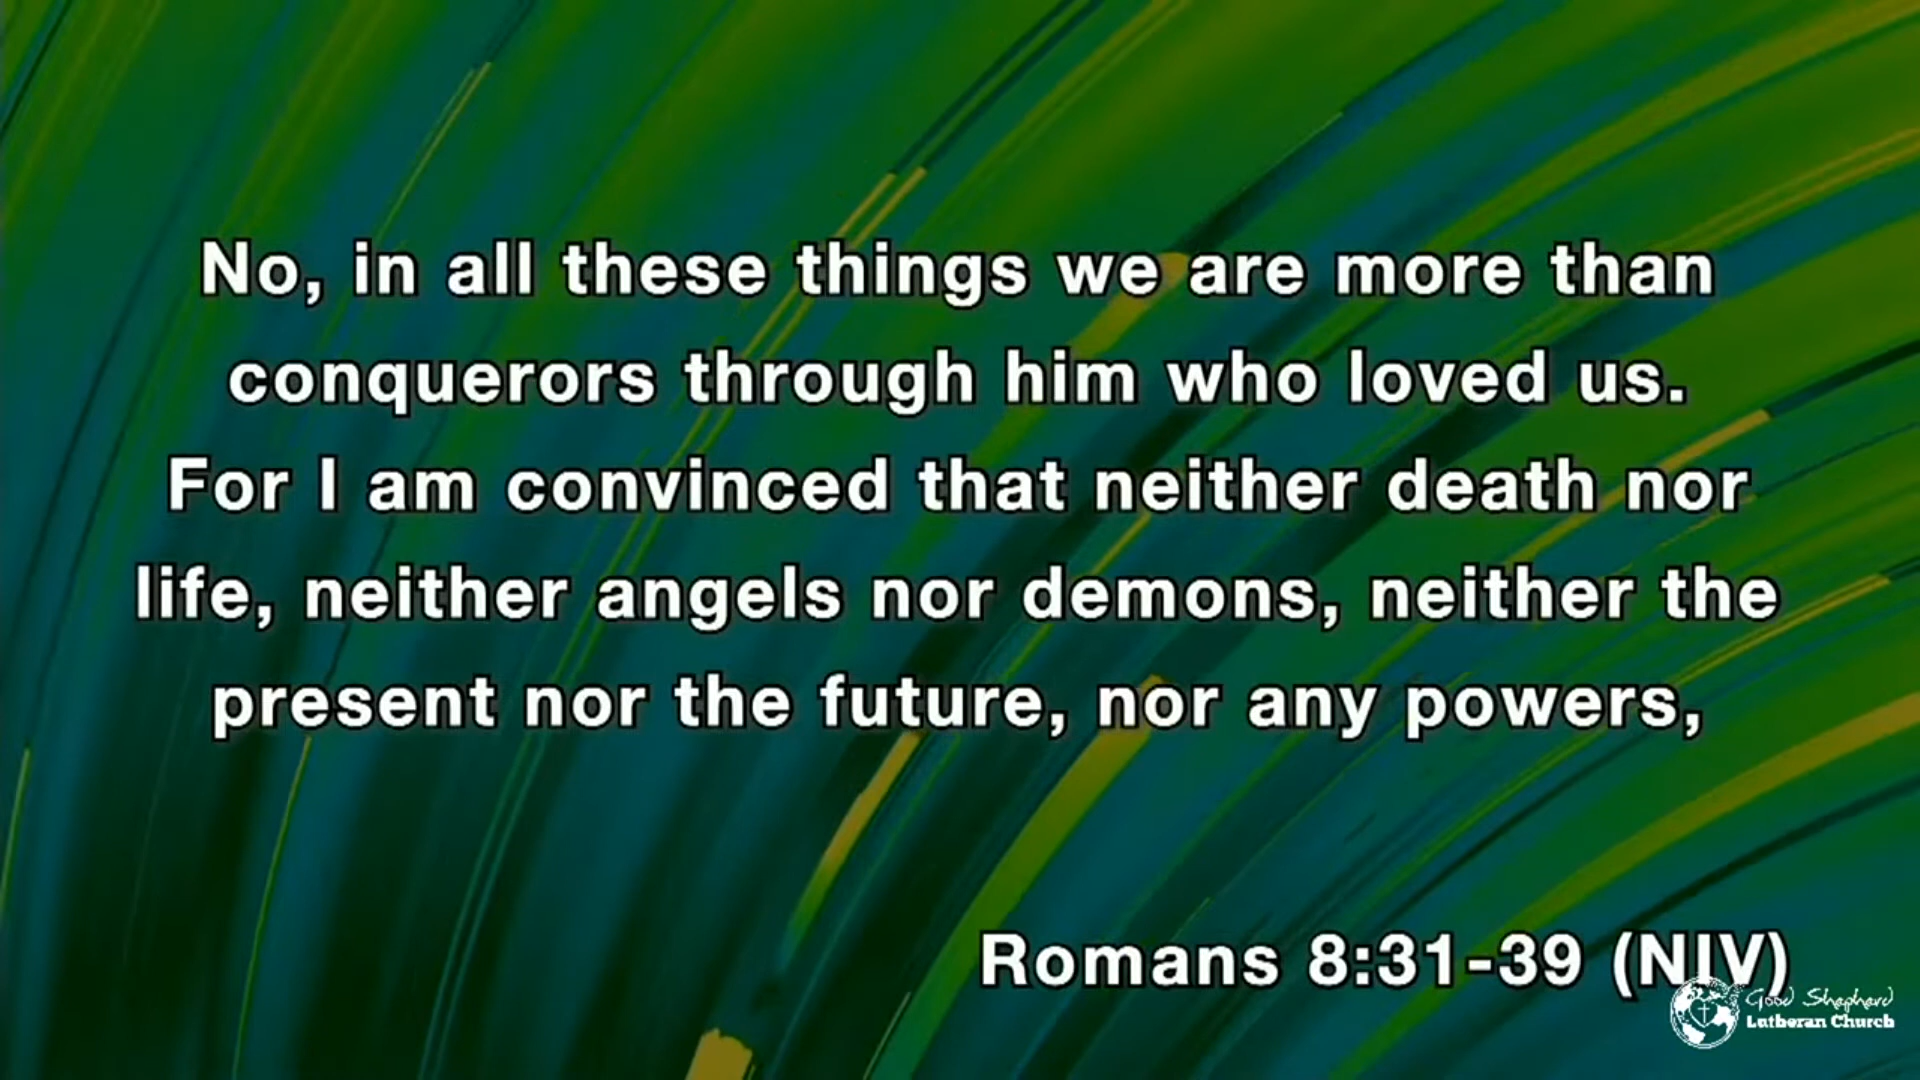 No, in all these things we are more than
conquerors through him who loved us.
For I am convinced that neither death nor
life, neither angels nor demons, neither the
present nor the future, nor any powers,
Romans 8:31-39 (NIV)
Good Shepherd
Lutheran Church